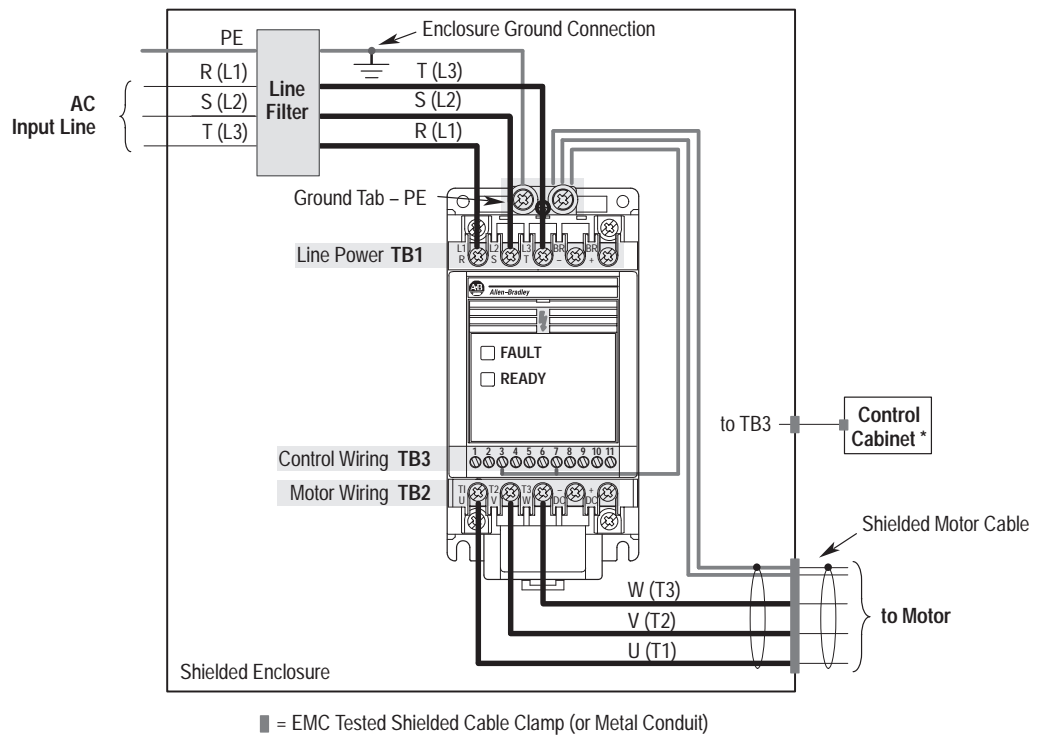 Enclosure Ground Connection
PE
R (L1)
S (L2)
T (L3)
AC
Input Line
Line
Filter
T (L3)
S (L2)
R (L1)
Ground Tab – PE
Line Power TB1
L1 L2 L3 BR BR
R S T – +
AB
Allen-Bradley
FAULT
READY
to TB3
Control
Cabinet *
Control Wiring TB3
1 2 3 4 5 6 7 8 9 10 11
Motor Wiring TB2
T1 T2 T3 – +
U V W DC DC
Shielded Motor Cable
W (T3)
V (T2)
U (T1)
to Motor
Shielded Enclosure
= EMC Tested Shielded Cable Clamp (or Metal Conduit)